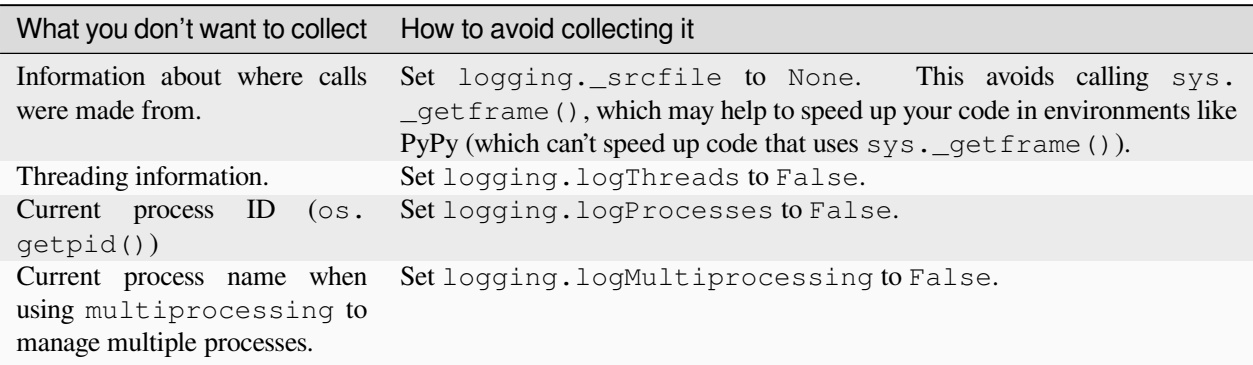 What you don't want to collect How to avoid collecting it
Information about where calls Set logging._srcfile to None. This avoids calling sys.
were made from. _getframe(), which may help to speed up your code in environments like
PyPy (which can't speed up code that uses sys._getframe()).
Threading information. Set logging.logThreads to False.
Current process ID (os. Set logging.logProcesses to False.
getpid())
Current process name when Set logging.logMultiprocessing to False.
using multiprocessing to
manage multiple processes.